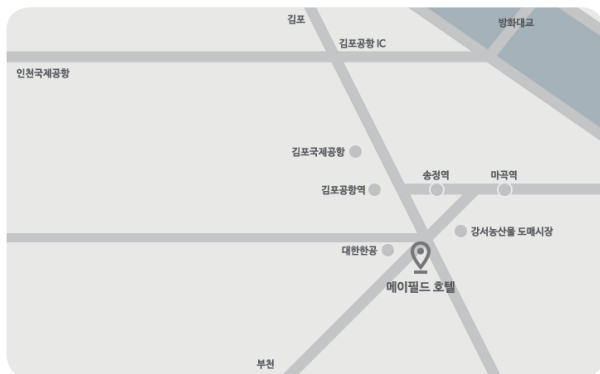 김포
방화대교
김포공항 IC
인천국제공항
김포국제공항
송정역
마곡역
김포공항역
강서농산물 도매시장
대한한공
메이필드 호텔
부천